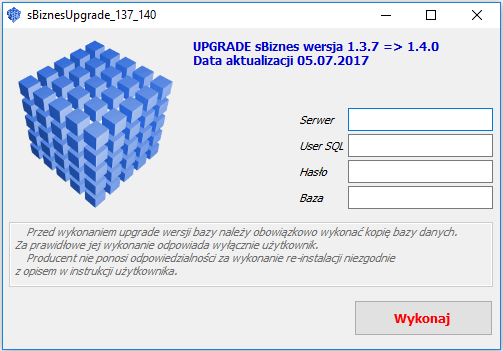 sBiznesUpgrade_137_140
UPGRADE sBiznes wersja 1.3.7 => 1.4.0
Data aktualizacji 05.07.2017
Serwer
User SQL
Hasło
Baza
Przed wykonaniem upgrade wersji bazy należy obowiązkowo wykonać kopię bazy danych.
Za prawidłowe jej wykonanie odpowiada wyłącznie użytkownik.
Producent nie ponosi odpowiedzialności za wykonanie re-instalacji niezgodnie
z opisem w instrukcji użytkownika.
Wykonaj